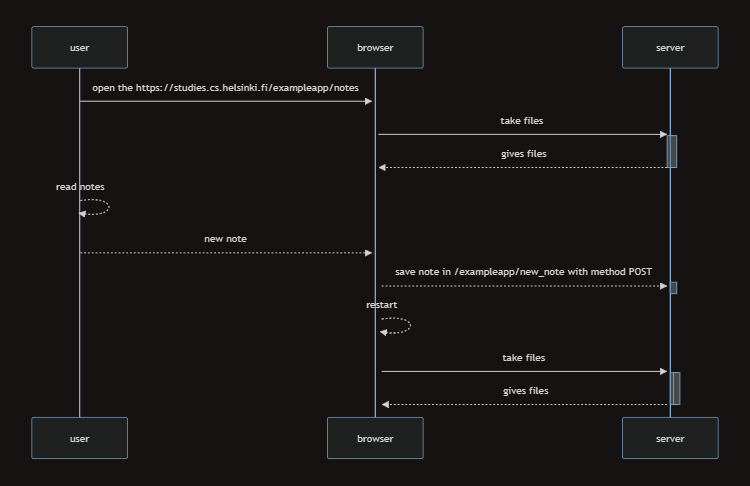 user
browser
server
open the https://studies.cs.helsinki.fi/exampleapp/notes
take files
gives files
read notes
new note
save note in /exampleapp/new_note with method POST
restart
take files
gives files
user
browser
server